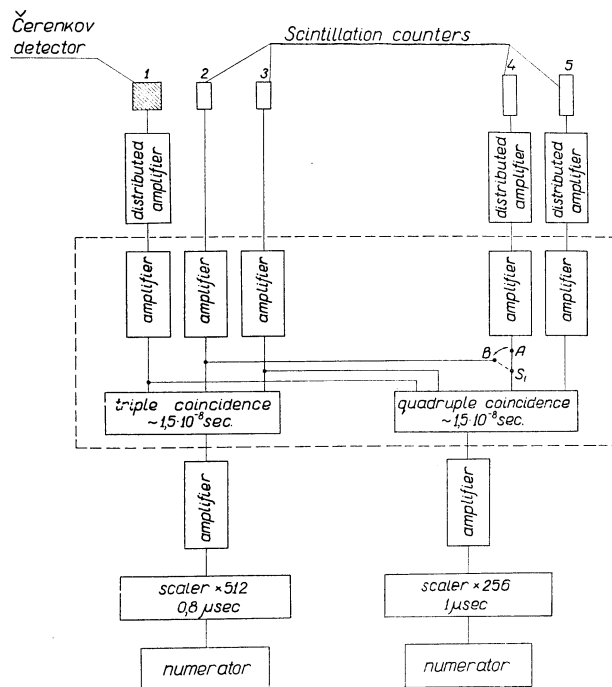 Čerenkov
detector
Scintillation counters
1
2
3
4
5
distributed
amplifier
distributed
amplifier
distributed
amplifier
amplifier
amplifier
amplifier
amplifier
amplifier
B
A
S₁
triple coincidence
~1,5·10⁻⁸sec.
quadruple coincidence
~1,5·10⁻⁸sec.
amplifier
amplifier
scaler ×512
0,8 μsec
scaler ×256
1 μsec
numerator
numerator